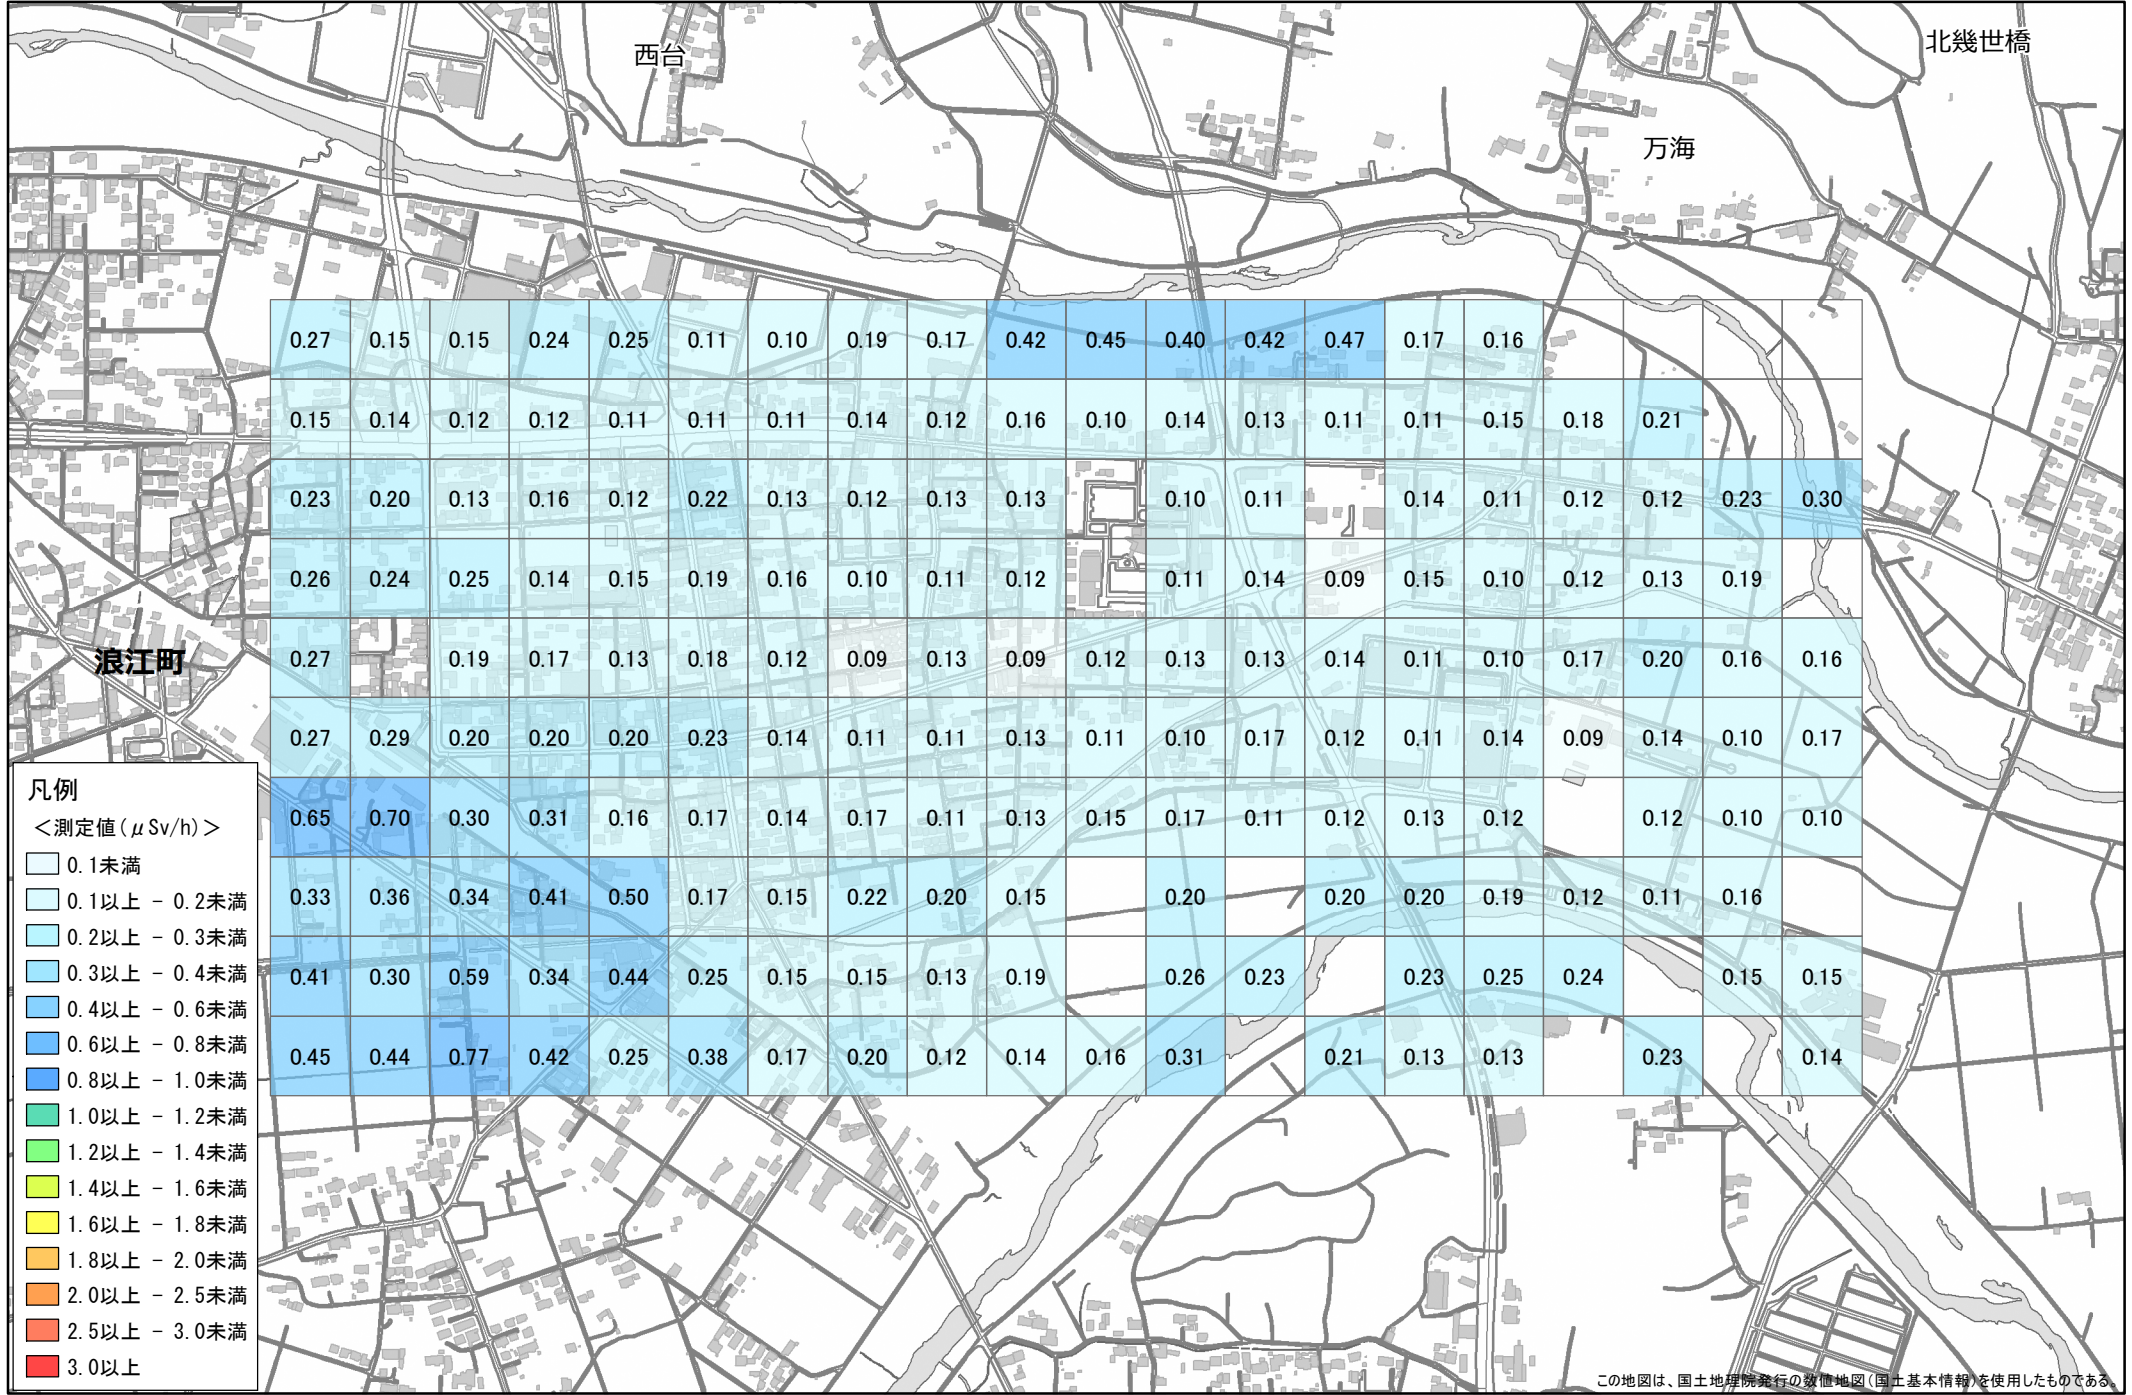 西台
北幾世橋
万海
0.27 0.15 0.15 0.24 0.25 0.11 0.10 0.19 0.17 0.42 0.45 0.40 0.42 0.47 0.17 0.16
0.15 0.14 0.12 0.12 0.11 0.11 0.11 0.14 0.12 0.16 0.10 0.14 0.13 0.11 0.11 0.15 0.18 0.21
0.23 0.20 0.13 0.16 0.12 0.22 0.13 0.12 0.13 0.13 0.10 0.11 0.14 0.11 0.12 0.12 0.23 0.30
0.26 0.24 0.25 0.14 0.15 0.19 0.16 0.10 0.11 0.12 0.11 0.14 0.09 0.15 0.10 0.12 0.13 0.19
浪江町
0.27 0.19 0.17 0.13 0.18 0.12 0.09 0.13 0.09 0.12 0.13 0.13 0.14 0.11 0.10 0.17 0.20 0.16 0.16
0.27 0.29 0.20 0.20 0.20 0.23 0.14 0.11 0.11 0.13 0.11 0.10 0.17 0.12 0.11 0.14 0.09 0.14 0.10 0.17
0.65 0.70 0.30 0.31 0.16 0.17 0.14 0.17 0.11 0.13 0.15 0.17 0.11 0.12 0.13 0.12 0.12 0.10 0.10
0.33 0.36 0.34 0.41 0.50 0.17 0.15 0.22 0.20 0.15 0.20 0.20 0.20 0.19 0.12 0.11 0.16
0.41 0.30 0.59 0.34 0.44 0.25 0.15 0.15 0.13 0.19 0.26 0.23 0.23 0.25 0.24 0.15 0.15
0.45 0.44 0.77 0.42 0.25 0.38 0.17 0.20 0.12 0.14 0.16 0.31 0.21 0.13 0.13 0.23 0.14
凡例
＜測定値(μSv/h)＞
0.1未満
0.1以上 - 0.2未満
0.2以上 - 0.3未満
0.3以上 - 0.4未満
0.4以上 - 0.6未満
0.6以上 - 0.8未満
0.8以上 - 1.0未満
1.0以上 - 1.2未満
1.2以上 - 1.4未満
1.4以上 - 1.6未満
1.6以上 - 1.8未満
1.8以上 - 2.0未満
2.0以上 - 2.5未満
2.5以上 - 3.0未満
3.0以上
この地図は、国土地理院発行の数値地図(国土基本情報)を使用したものである。